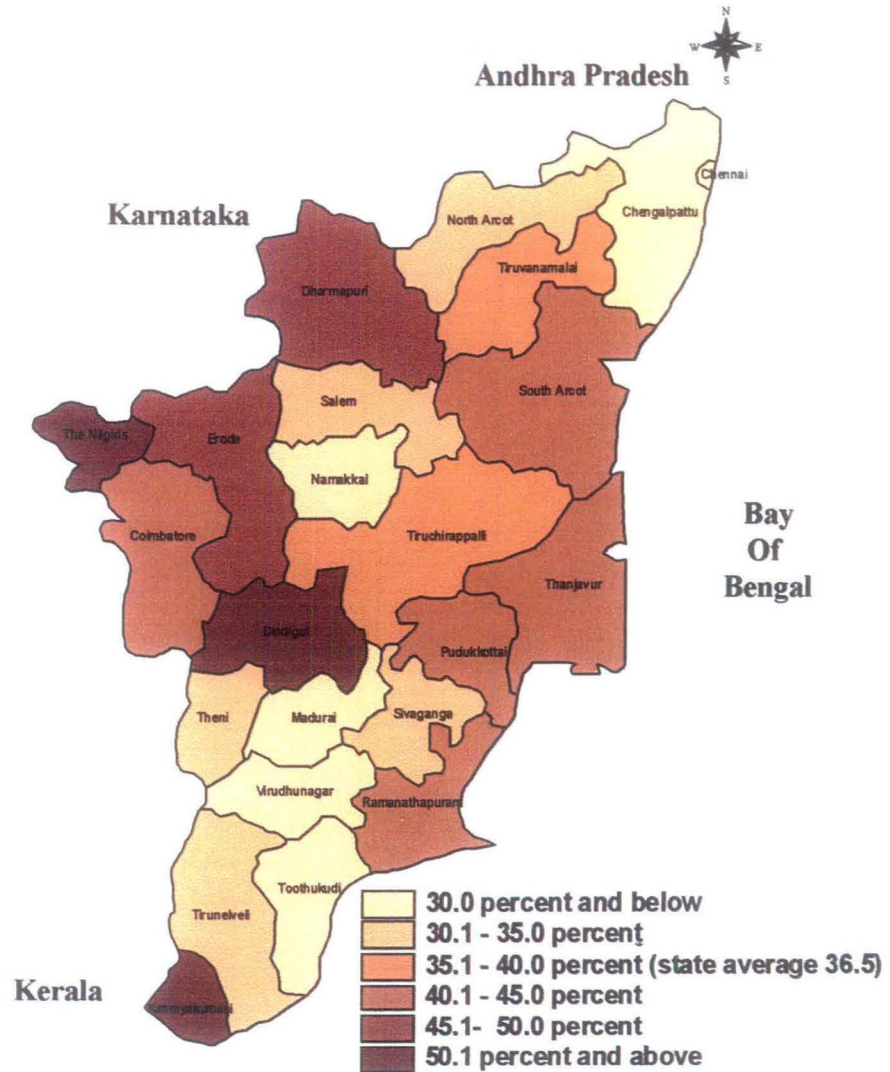 N
W E
S
Andhra Pradesh
Chennai
Karnataka
North Arcot
Chengalpattu
Tiruvanamalai
Dharmapuri
South Arcot
Salem
The Nilgiris
Erode
Namakkal
Coimbatore
Tiruchirappalli
Bay
Of
Bengal
Thanjavur
Dindigul
Pudukkottai
Theni
Madurai
Sivaganga
Virudhunagar
Ramanathapuram
Toothukudi
Tirunelveli
Kerala
Kanniyakumari
30.0 percent and below
30.1 - 35.0 percent
35.1 - 40.0 percent (state average 36.5)
40.1 - 45.0 percent
45.1- 50.0 percent
50.1 percent and above